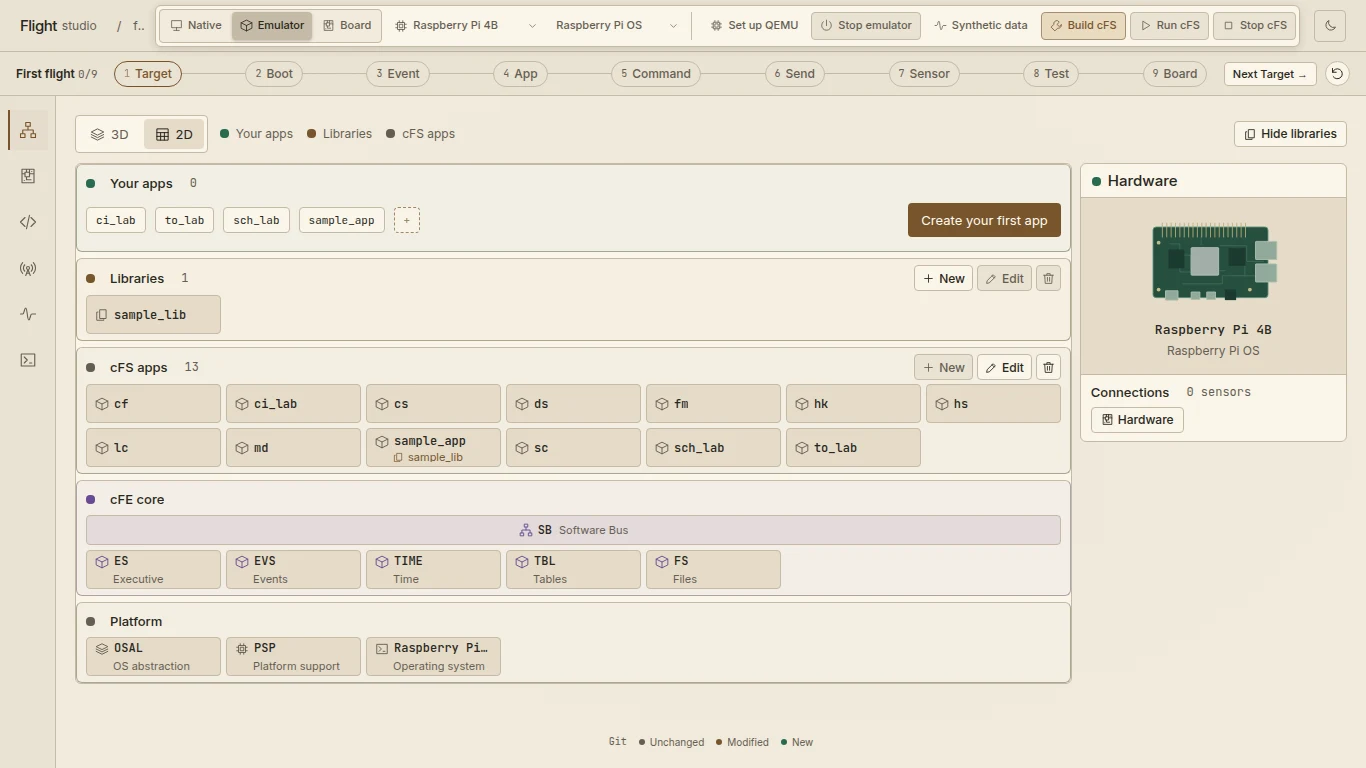 Flight studio / f..
Native Emulator Board Raspberry Pi 4B Raspberry Pi OS Set up QEMU Stop emulator Synthetic data Build cFS Run cFS Stop cFS
First flight 0/9 1 Target 2 Boot 3 Event 4 App 5 Command 6 Send 7 Sensor 8 Test 9 Board Next Target →
3D 2D Your apps Libraries cFS apps Hide libraries
Your apps 0
ci_lab to_lab sch_lab sample_app + Create your first app
Libraries 1 + New Edit
sample_lib
cFS apps 13 + New Edit
cf ci_lab cs ds fm hk hs
lc md sample_app sc sch_lab to_lab
sample_lib
cFE core
SB Software Bus
ES EVS TIME TBL FS
Executive Events Time Tables Files
Platform
OSAL PSP Raspberry Pi…
OS abstraction Platform support Operating system
Hardware
Raspberry Pi 4B
Raspberry Pi OS
Connections 0 sensors
Hardware
Git Unchanged Modified New